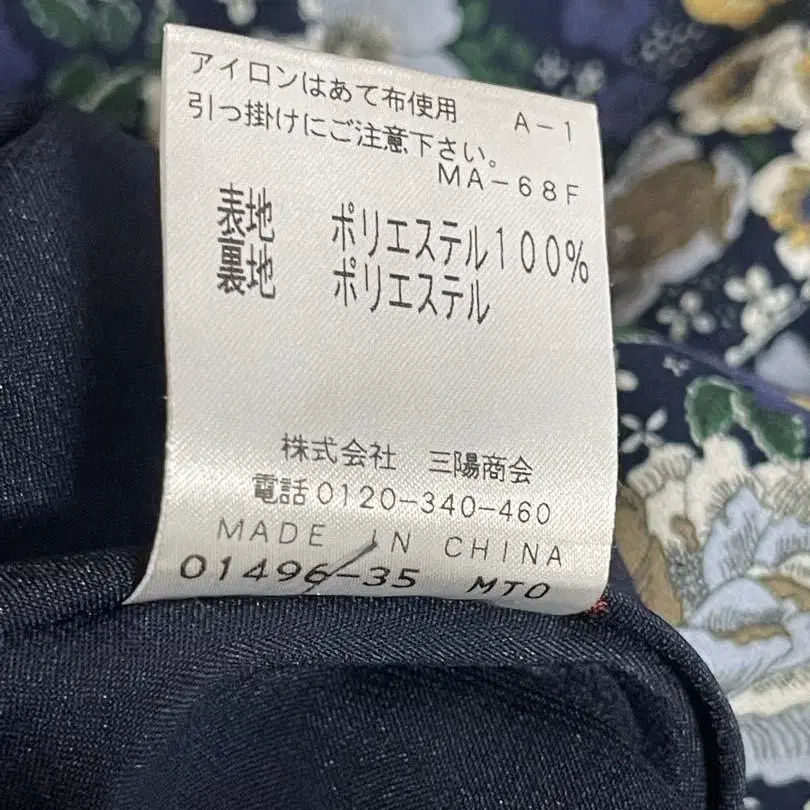 アイロンはあて布使用 A-1
引っ掛けにご注意下さい。
MA-68F
表地 ポリエステル100%
裏地 ポリエステル
株式会社 三陽商会
電話0120-340-460
MADE IN CHINA
01496-35 MTO